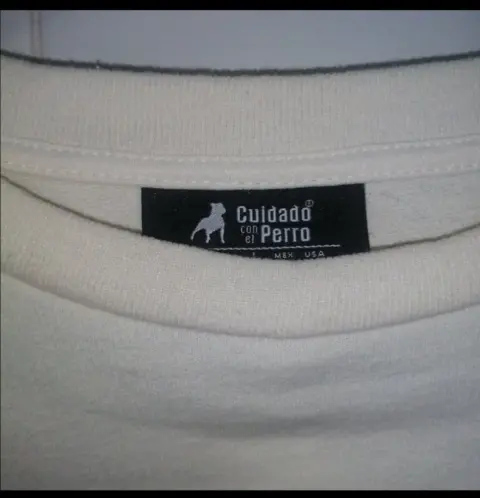 Cuidado®
con
el Perro
MEX USA